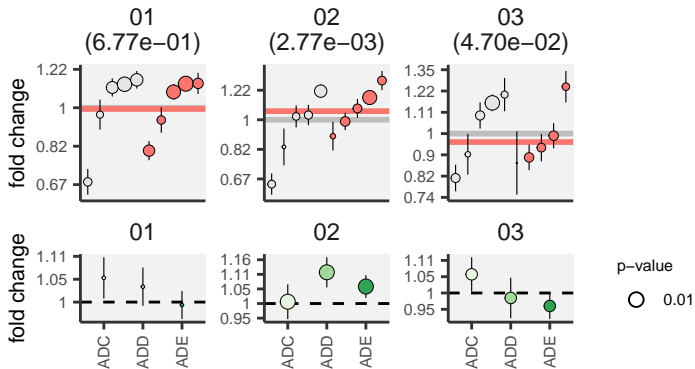 01
(6.77e−01)
02
(2.77e−03)
03
(4.70e−02)
fold change
1.22
1
0.82
0.67
1.22
1
0.82
0.67
1.35
1.22
1.11
1
0.9
0.82
0.74
01
02
03
fold change
1.11
1.05
1
1.16
1.11
1.05
1
0.95
1.11
1.05
1
0.95
ADC
ADD
ADE
ADC
ADD
ADE
ADC
ADD
ADE
p−value
0.01